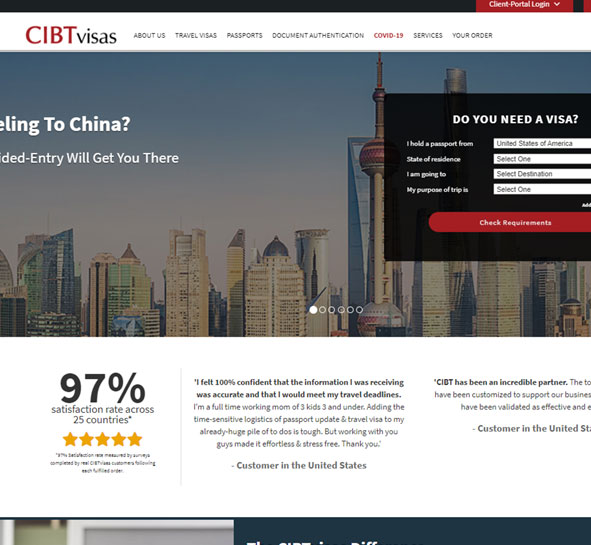 Client-Portal Login
CIBTvisas
ABOUT US TRAVEL VISAS PASSPORTS DOCUMENT AUTHENTICATION COVID-19 SERVICES YOUR ORDER
eling To China?
ided-Entry Will Get You There
DO YOU NEED A VISA?
I hold a passport from United States of America
State of residence Select One
I am going to Select Destination
My purpose of trip is Select One
Add
Check Requirements
97%
satisfaction rate across
25 countries*
*97% Satisfaction rate measured by surveys
completed by real CIBTvisas customers following
each fulfilled order.
'I felt 100% confident that the information I was receiving
was accurate and that I would meet my travel deadlines.
I'm a full time working mom of 3 kids 3 and under. Adding the
time-sensitive logistics of passport update & travel visa to my
already-huge pile of to dos is tough. But working with you
guys made it effortless & stress free. Thank you.'
- Customer in the United States
'CIBT has been an incredible partner. The to
have been customized to support our busines
have been validated as effective and e
- Customer in the United Sta